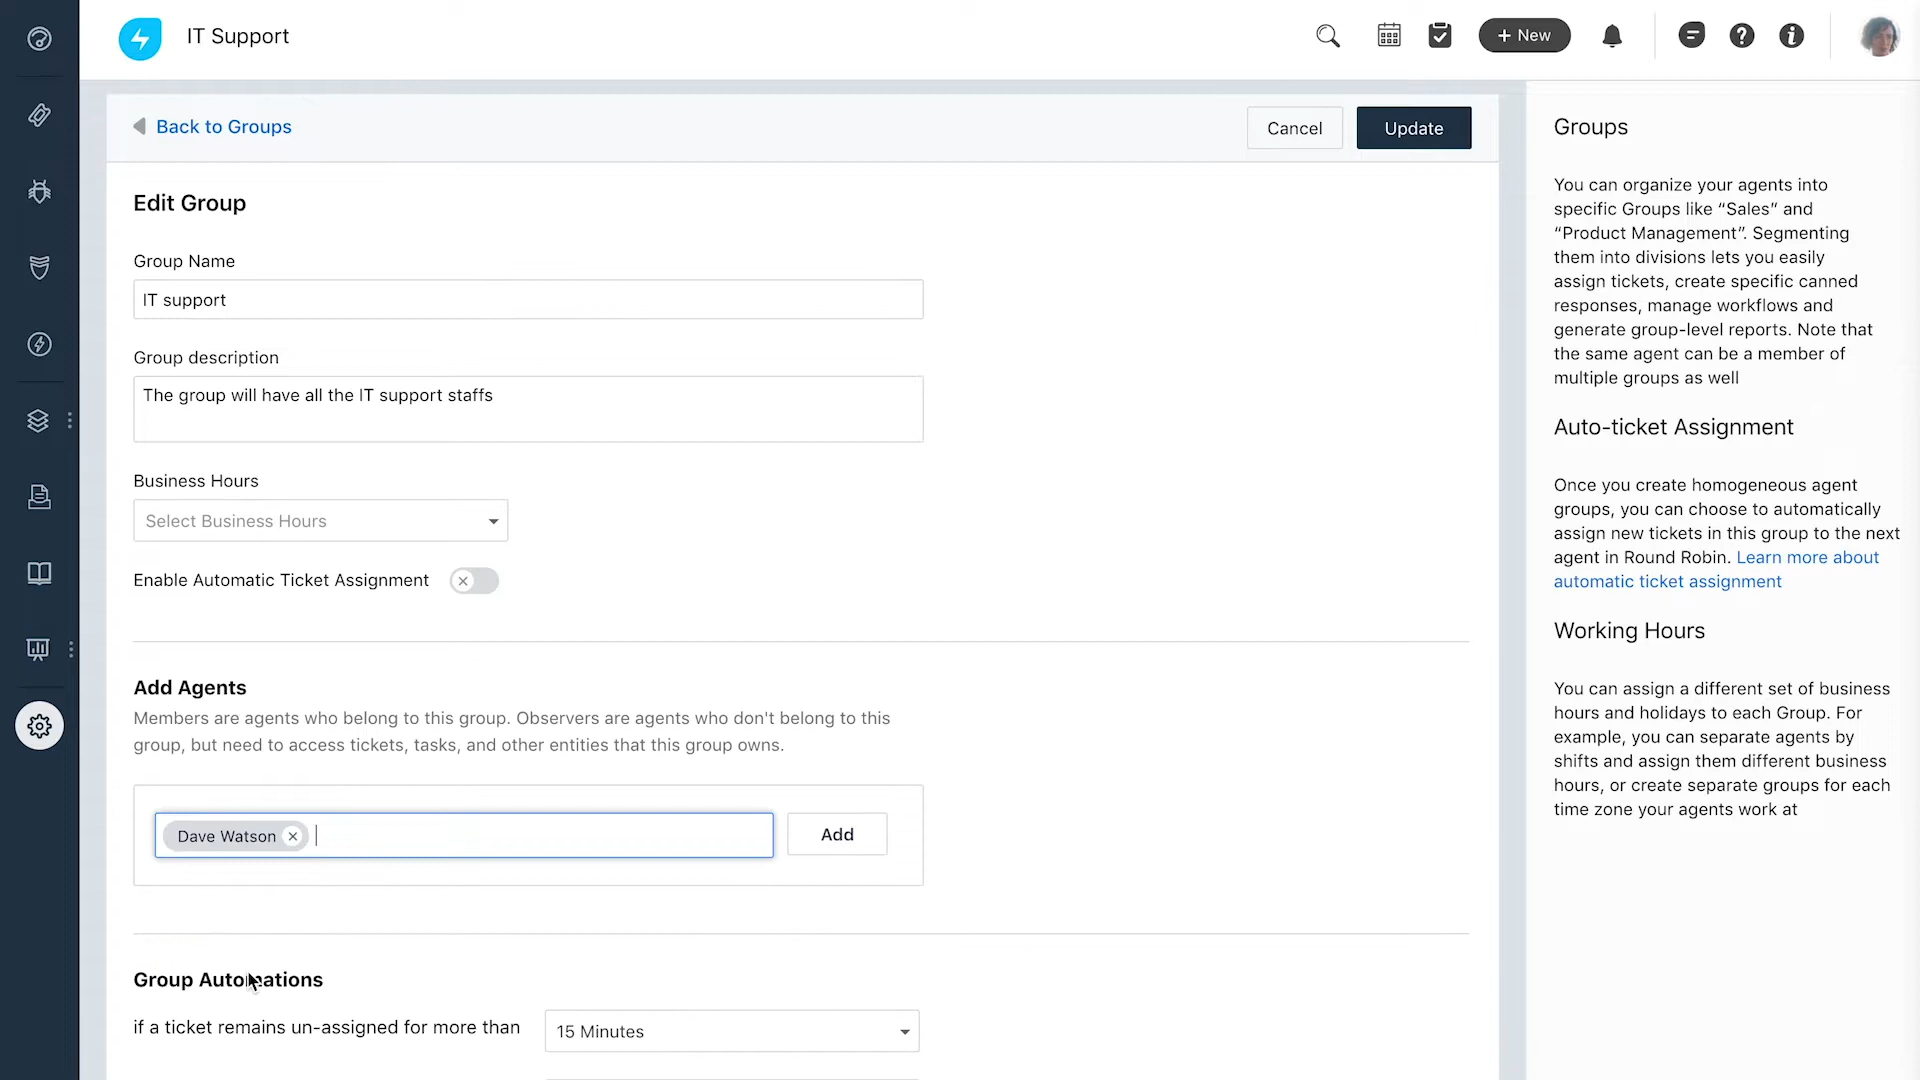 IT Support
+ New
Back to Groups
Cancel
Update
Edit Group
Group Name
IT support
Group description
The group will have all the IT support staffs
Business Hours
Select Business Hours
Enable Automatic Ticket Assignment
Add Agents
Members are agents who belong to this group. Observers are agents who don't belong to this
group, but need to access tickets, tasks, and other entities that this group owns.
Dave Watson
Add
Group Automations
if a ticket remains un-assigned for more than
15 Minutes
Groups
You can organize your agents into
specific Groups like “Sales” and
“Product Management”. Segmenting
them into divisions lets you easily
assign tickets, create specific canned
responses, manage workflows and
generate group-level reports. Note that
the same agent can be a member of
multiple groups as well
Auto-ticket Assignment
Once you create homogeneous agent
groups, you can choose to automatically
assign new tickets in this group to the next
agent in Round Robin. Learn more about
automatic ticket assignment
Working Hours
You can assign a different set of business
hours and holidays to each Group. For
example, you can separate agents by
shifts and assign them different business
hours, or create separate groups for each
time zone your agents work at